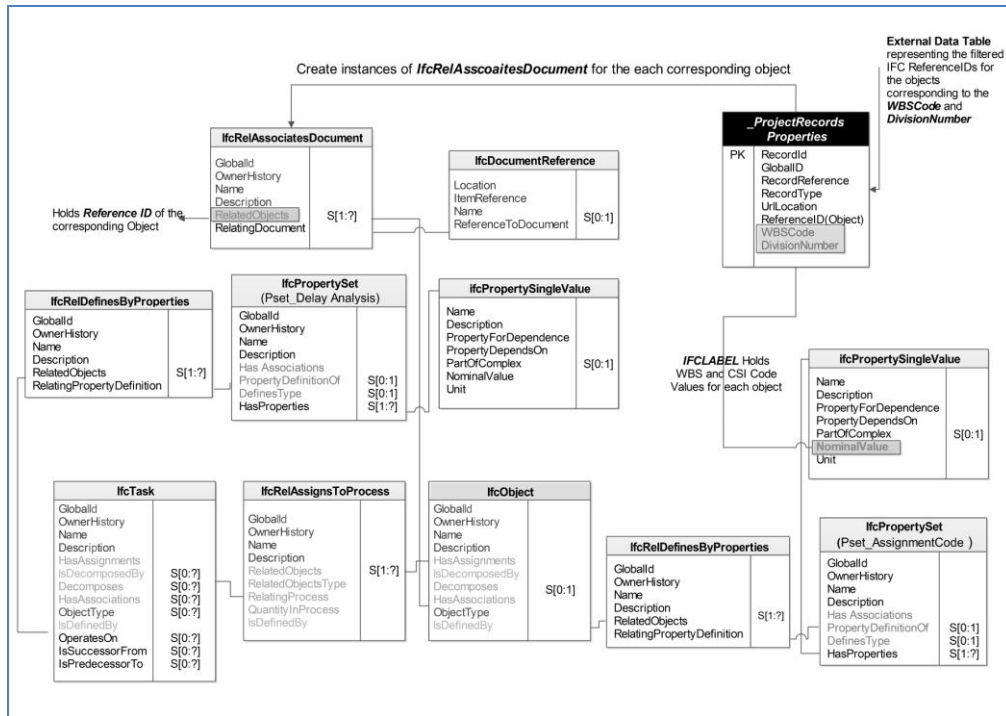 Create instances of IfcRelAsscoaitesDocument for the each corresponding object
External Data Table
representing the filtered
IFC ReferenceIDs for
the objects
corresponding to the
WBSCode and
DivisionNumber
IfcRelAssociatesDocument
GlobalId
OwnerHistory
Name
Description
RelatedObjects
RelatingDocument
S[1:?]
Holds Reference ID of the
corresponding Object
IfcDocumentReference
Location
ItemReference
Name
ReferenceToDocument
S[0:1]
_ProjectRecords
Properties
PK
RecordId
GlobalID
RecordReference
RecordType
UrlLocation
ReferenceID(Object)
WBSCode
DivisionNumber
IfcRelDefinesByProperties
GlobalId
OwnerHistory
Name
Description
RelatedObjects
RelatingPropertyDefinition
S[1:?]
IfcPropertySet
(Pset_Delay Analysis)
GlobalId
OwnerHistory
Name
Description
Has Associations
PropertyDefinitionOf S[0:1]
DefinesType S[0:1]
HasProperties S[1:?]
ifcPropertySingleValue
Name
Description
PropertyForDependence
PropertyDependsOn
PartOfComplex
NominalValue
Unit
S[0:1]
IFCLABEL Holds
WBS and CSI Code
Values for each object
ifcPropertySingleValue
Name
Description
PropertyForDependence
PropertyDependsOn
PartOfComplex
NominalValue
Unit
S[0:1]
IfcTask
GlobalId
OwnerHistory
Name
Description
HasAssignments S[0:?]
IsDecomposedBy S[0:?]
Decomposes S[0:?]
HasAssociations S[0:?]
ObjectType S[0:?]
IsDefinedBy
OperatesOn S[0:?]
IsSuccessorFrom S[0:?]
IsPredecessorTo S[0:?]
IfcRelAssignsToProcess
GlobalId
OwnerHistory
Name
Description
RelatedObjects
RelatedObjectsType
RelatingProcess
QuantityInProcess
IsDefinedBy
S[1:?]
IfcObject
GlobalId
OwnerHistory
Name
Description
HasAssignments
IsDecomposedBy
Decomposes
HasAssociations
ObjectType
IsDefinedBy
S[0:1]
IfcRelDefinesByProperties
GlobalId
OwnerHistory
Name
Description
RelatedObjects
RelatingPropertyDefinition
S[1:?]
IfcPropertySet
(Pset_AssignmentCode )
GlobalId
OwnerHistory
Name
Description
Has Associations
PropertyDefinitionOf S[0:1]
DefinesType S[0:1]
HasProperties S[1:?]